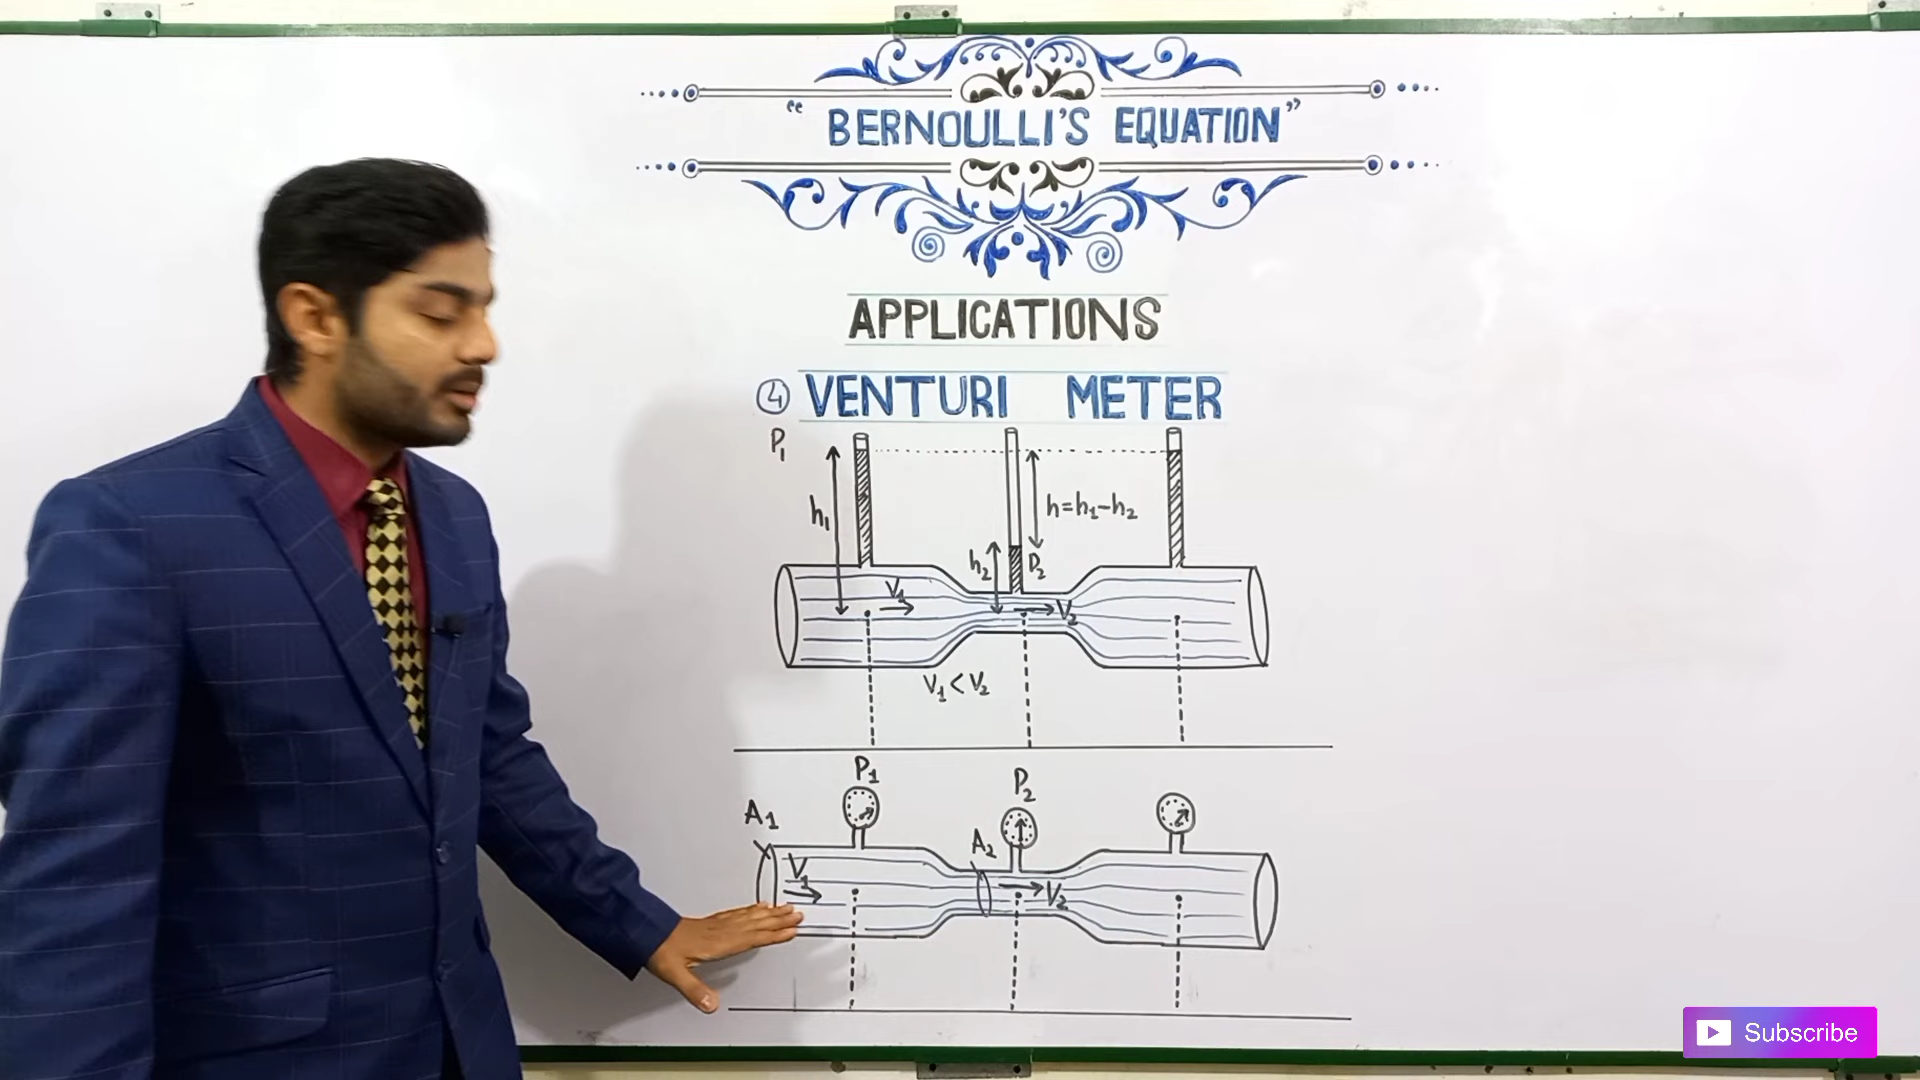 “BERNOULLI'S EQUATION”
APPLICATIONS
④ VENTURI METER
P₁
h₁
h=h₁-h₂
h₂
P₂
V₁
V₂
V₁<V₂
P₁
P₂
A₁
A₂
V₁
V₂
Subscribe